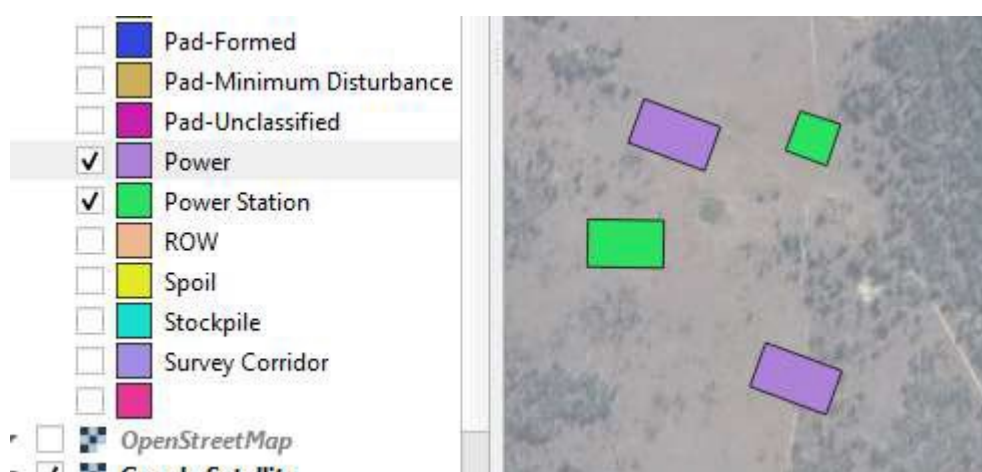 Pad-Formed
Pad-Minimum Disturbance
Pad-Unclassified
Power
Power Station
ROW
Spoil
Stockpile
Survey Corridor
OpenStreetMap